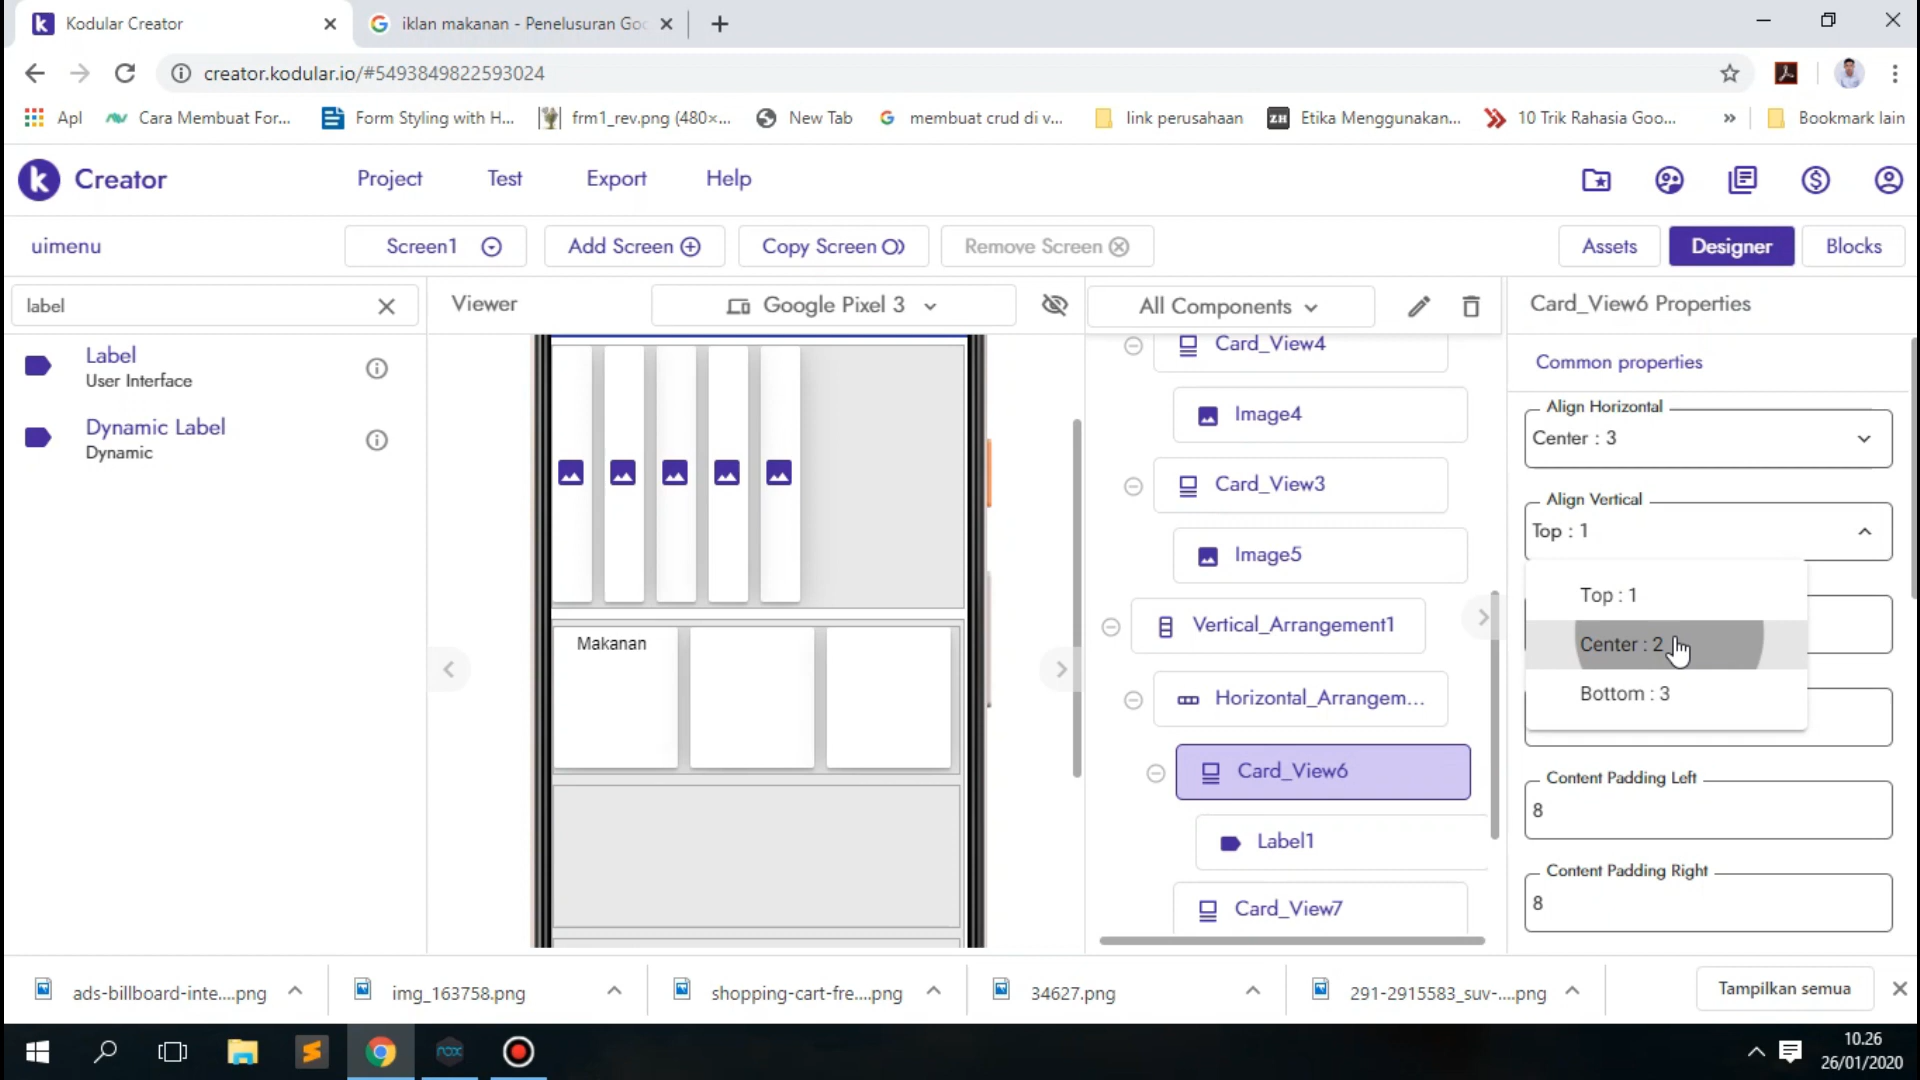 Kodular Creator
iklan makanan - Penelusuran Goo
creator.kodular.io/#5493849822593024
Apl
Cara Membuat For...
Form Styling with H...
frm1_rev.png (480×...
New Tab
membuat crud di v...
link perusahaan
ZH
Etika Menggunakan...
10 Trik Rahasia Goo...
»
Bookmark lain
k
Creator
Project
Test
Export
Help
uimenu
Screen1
Add Screen
Copy Screen
Remove Screen
Assets
Designer
Blocks
label
Viewer
Google Pixel 3
All Components
Card_View6 Properties
Label
User Interface
Dynamic Label
Dynamic
Makanan
Card_View4
Image4
Card_View3
Image5
Vertical_Arrangement1
Horizontal_Arrangem...
Card_View6
Label1
Card_View7
Common properties
Align Horizontal
Center : 3
Align Vertical
Top : 1
Top : 1
Center : 2
Bottom : 3
Content Padding Left
8
Content Padding Right
8
ads-billboard-inte....png
img_163758.png
shopping-cart-fre....png
34627.png
291-2915583_suv-....png
Tampilkan semua
nox
10.26
26/01/2020